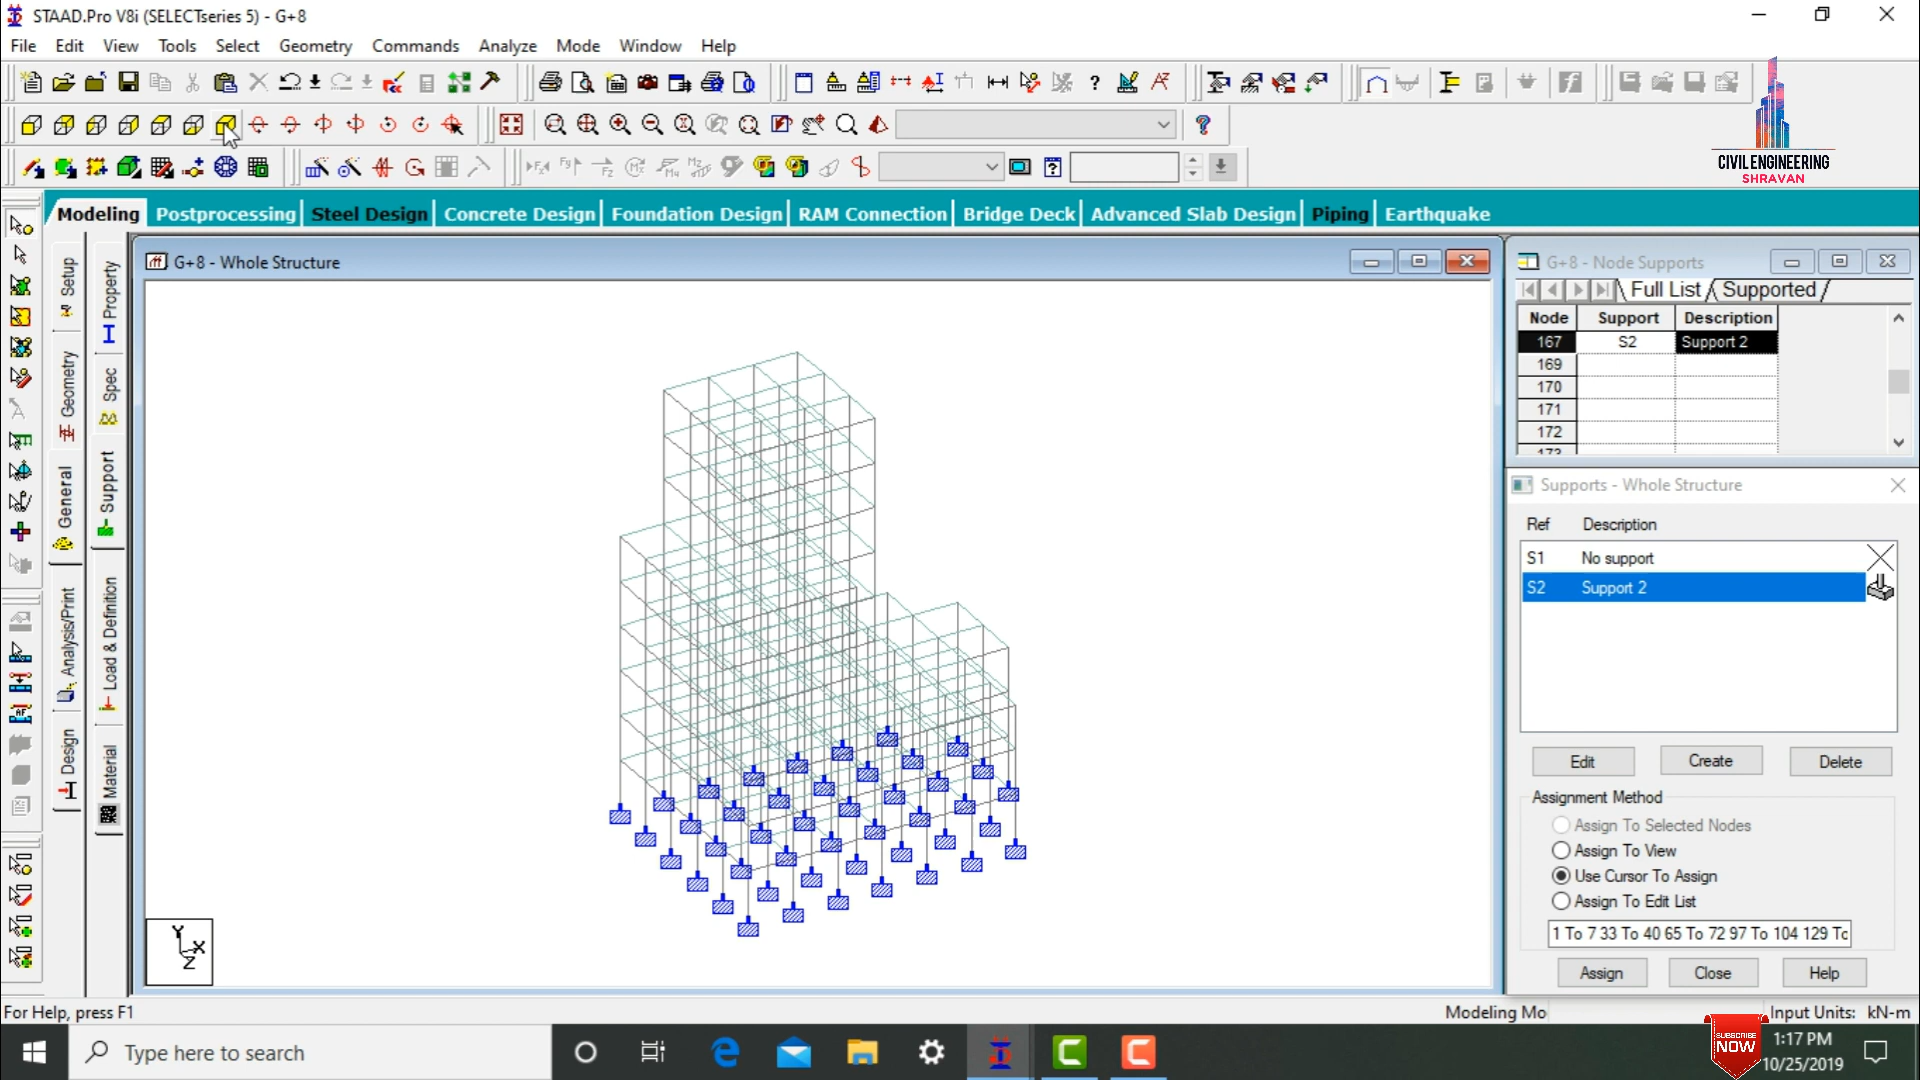 STAAD.Pro V8i (SELECTseries 5) - G+8
File Edit View Tools Select Geometry Commands Analyze Mode Window Help
CIVIL ENGINEERING
SHRAVAN
Modeling Postprocessing Steel Design Concrete Design Foundation Design RAM Connection Bridge Deck Advanced Slab Design Piping Earthquake
Setup
Geometry
General
Analysis/Print
Design
Property
Spec
Support
Load & Definition
Material
G+8 - Whole Structure
Y
X
Z
G+8 - Node Supports
Full List Supported
Node Support Description
167 S2 Support 2
169
170
171
172
173
Supports - Whole Structure
Ref Description
S1 No support
S2 Support 2
Edit Create Delete
Assignment Method
Assign To Selected Nodes
Assign To View
Use Cursor To Assign
Assign To Edit List
1 To 7 33 To 40 65 To 72 97 To 104 129 To
Assign Close Help
For Help, press F1
Modeling Mo
Input Units: kN-m
Type here to search
SUBSCRIBE
NOW
1:17 PM
10/25/2019